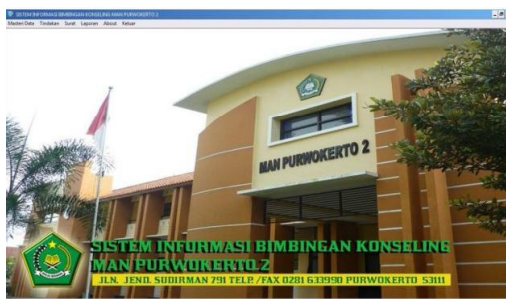 SISTEM INFORMASI BIMBINGAN KONSELING MAN PURWOKERTO 2
Masteri Data Tindakan Surat Laporan About Keluar
MAN PURWOKERTO 2
SISTEM INFORMASI BIMBINGAN KONSELING
MAN PURWOKERTO.2
JLN. JEND. SUDIRMAN 791 TELP. /FAX 0281 633990 PURWOKERTO 53111